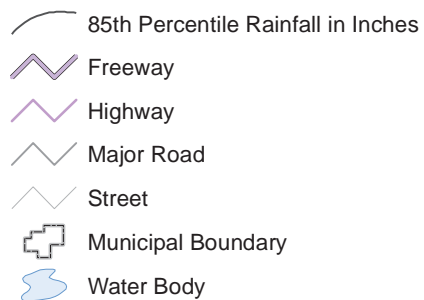 85th Percentile Rainfall in Inches
Freeway
Highway
Major Road
Street
Municipal Boundary
Water Body